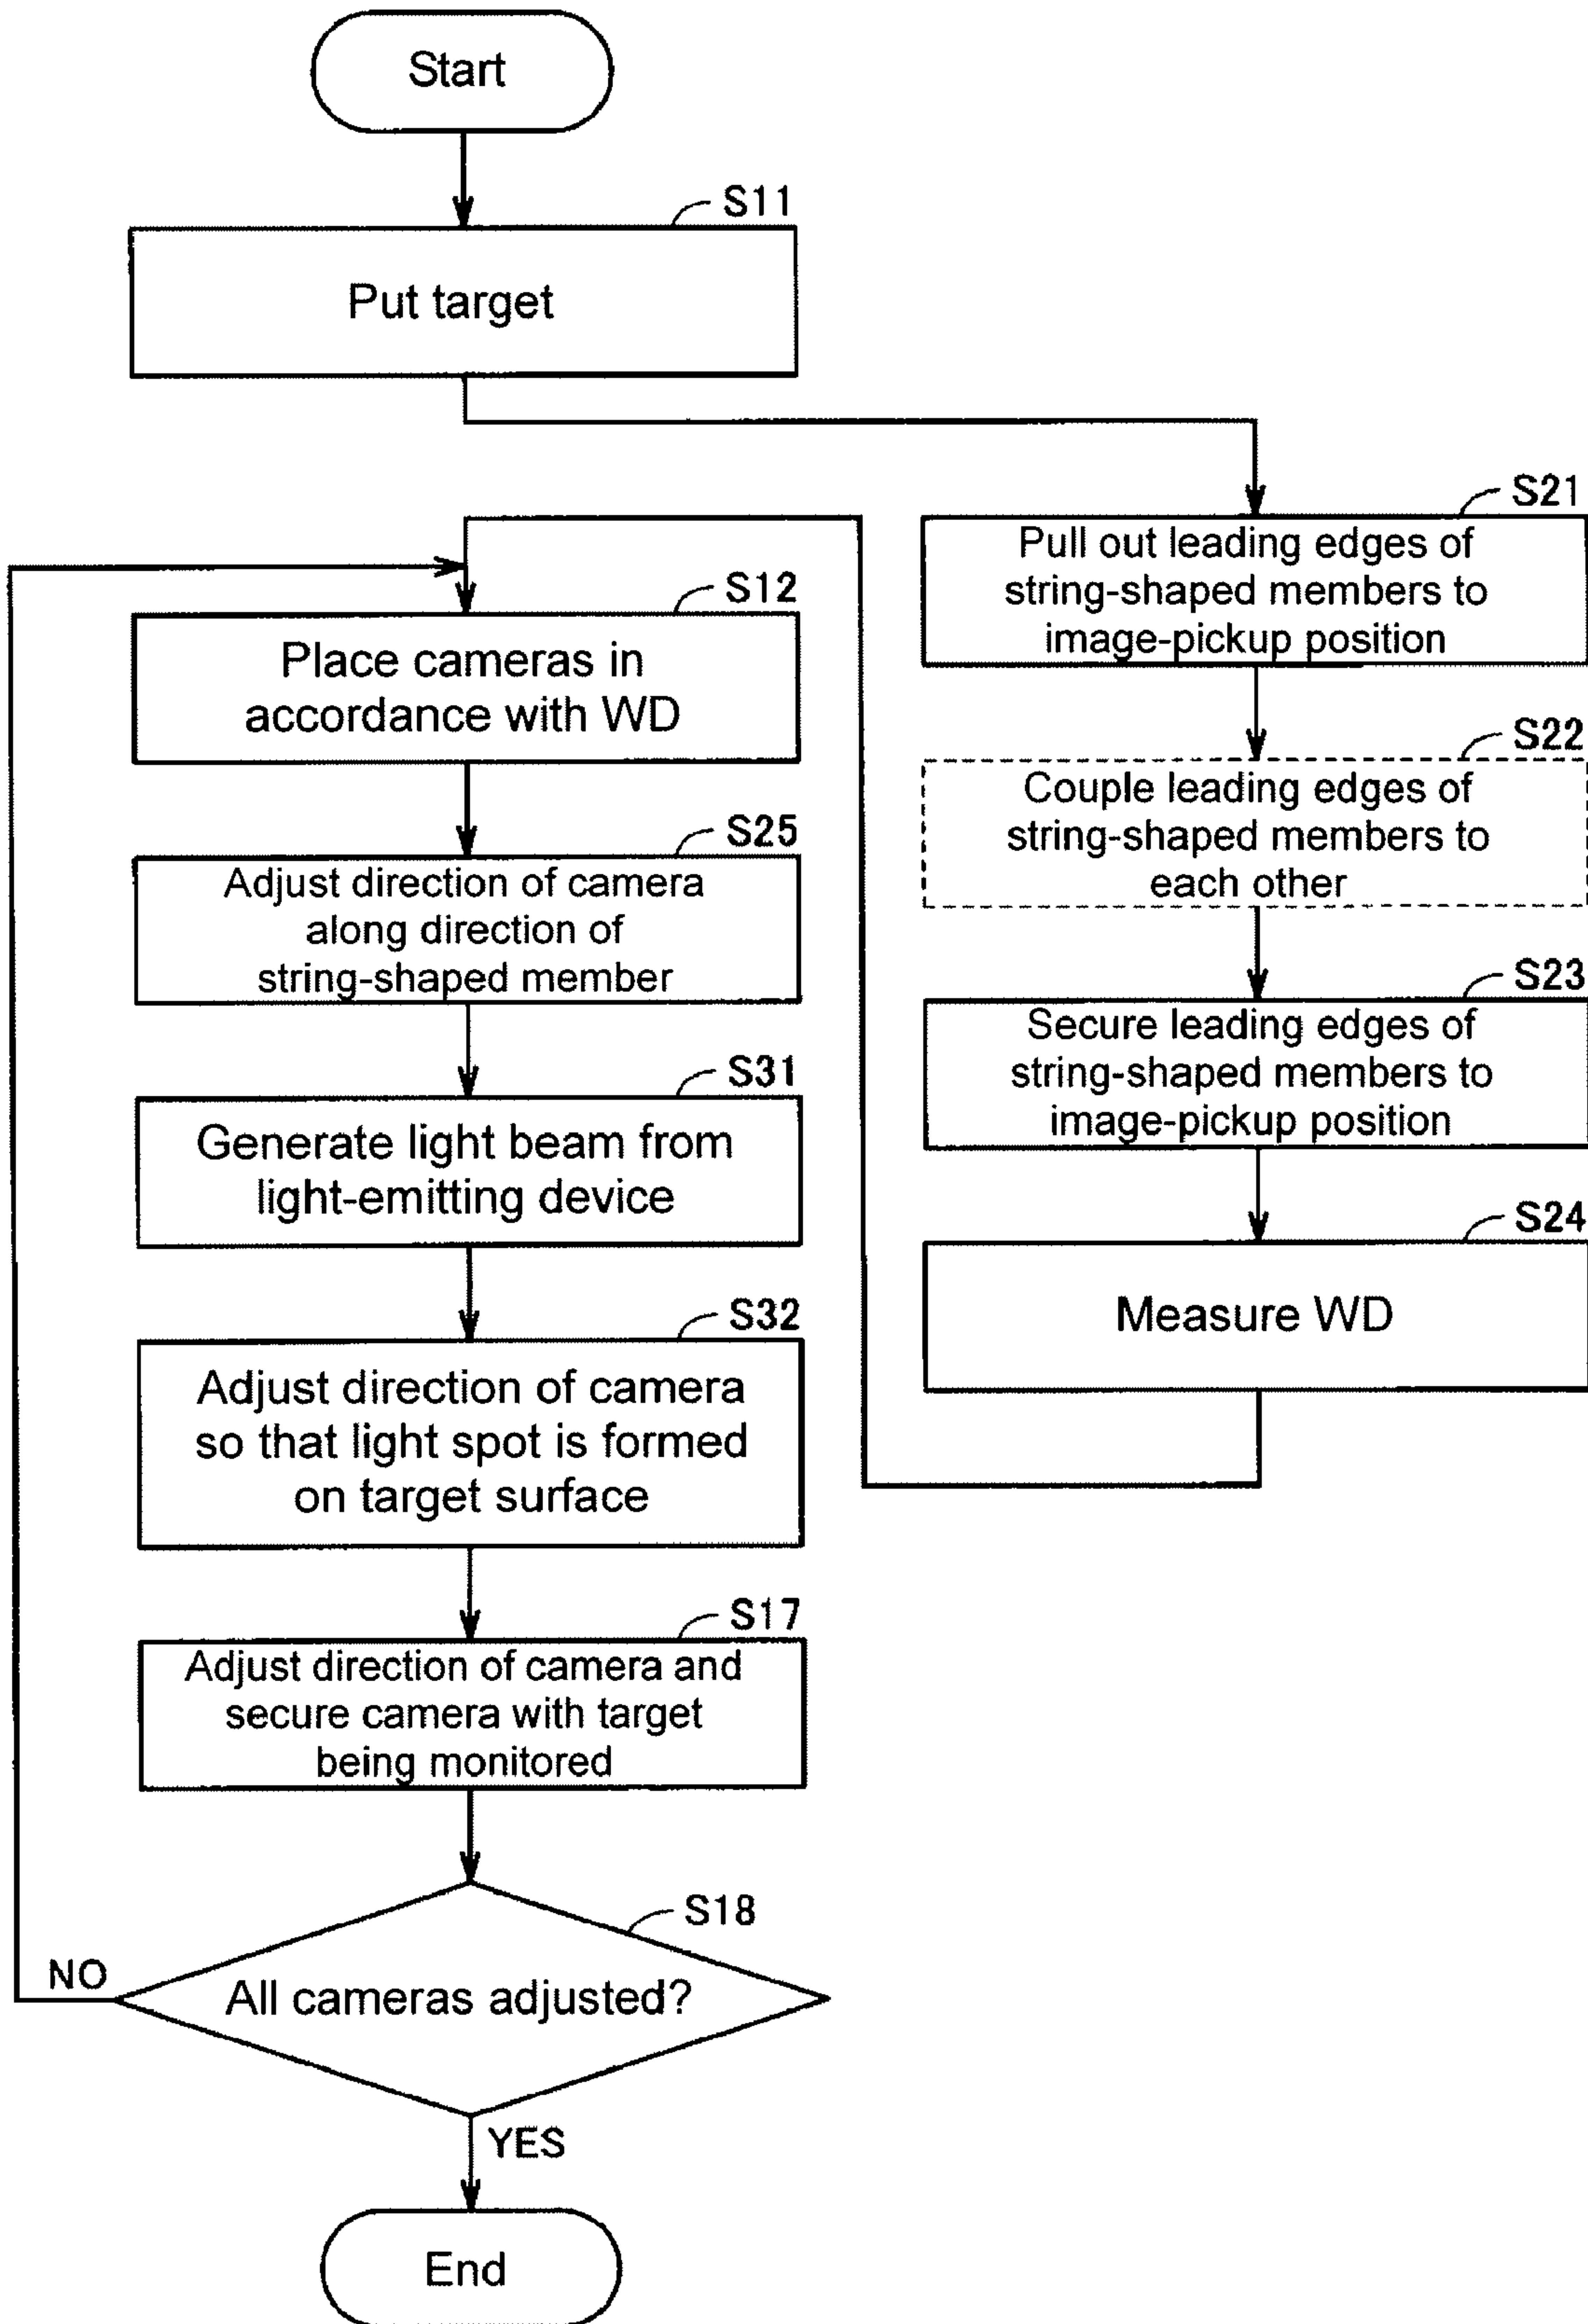 Start
S11
Put target
S21
Pull out leading edges of
string-shaped members to
image-pickup position
S22
Couple leading edges of
string-shaped members to
each other
S23
Secure leading edges of
string-shaped members to
image-pickup position
S24
Measure WD
S12
Place cameras in
accordance with WD
S25
Adjust direction of camera
along direction of
string-shaped member
S31
Generate light beam from
light-emitting device
S32
Adjust direction of camera
so that light spot is formed
on target surface
S17
Adjust direction of camera and
secure camera with target
being monitored
S18
All cameras adjusted?
NO
YES
End